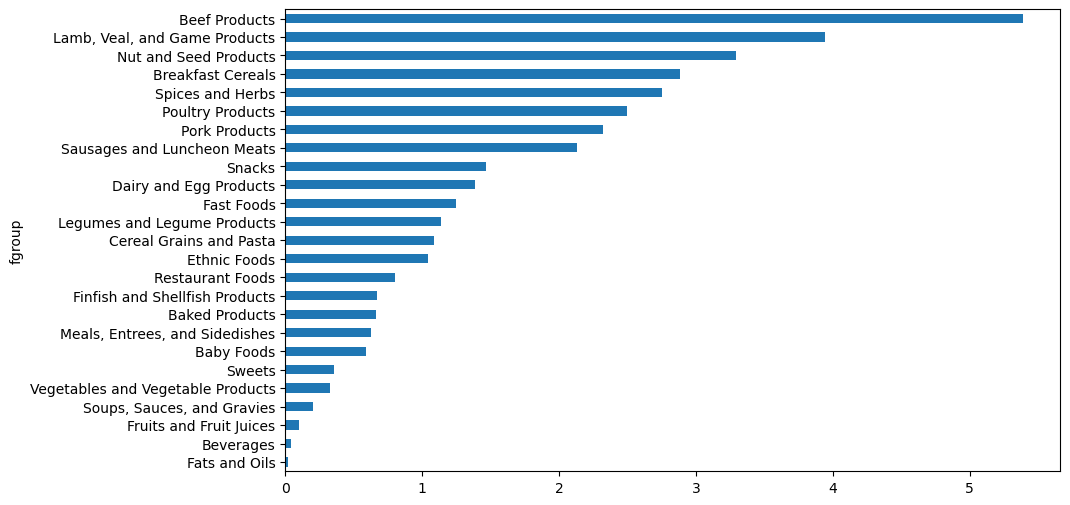 Beef Products
Lamb, Veal, and Game Products
Nut and Seed Products
Breakfast Cereals
Spices and Herbs
Poultry Products
Pork Products
Sausages and Luncheon Meats
Snacks
Dairy and Egg Products
Fast Foods
Legumes and Legume Products
Cereal Grains and Pasta
Ethnic Foods
Restaurant Foods
Finfish and Shellfish Products
Baked Products
Meals, Entrees, and Sidedishes
Baby Foods
Sweets
Vegetables and Vegetable Products
Soups, Sauces, and Gravies
Fruits and Fruit Juices
Beverages
Fats and Oils
fgroup
0 1 2 3 4 5